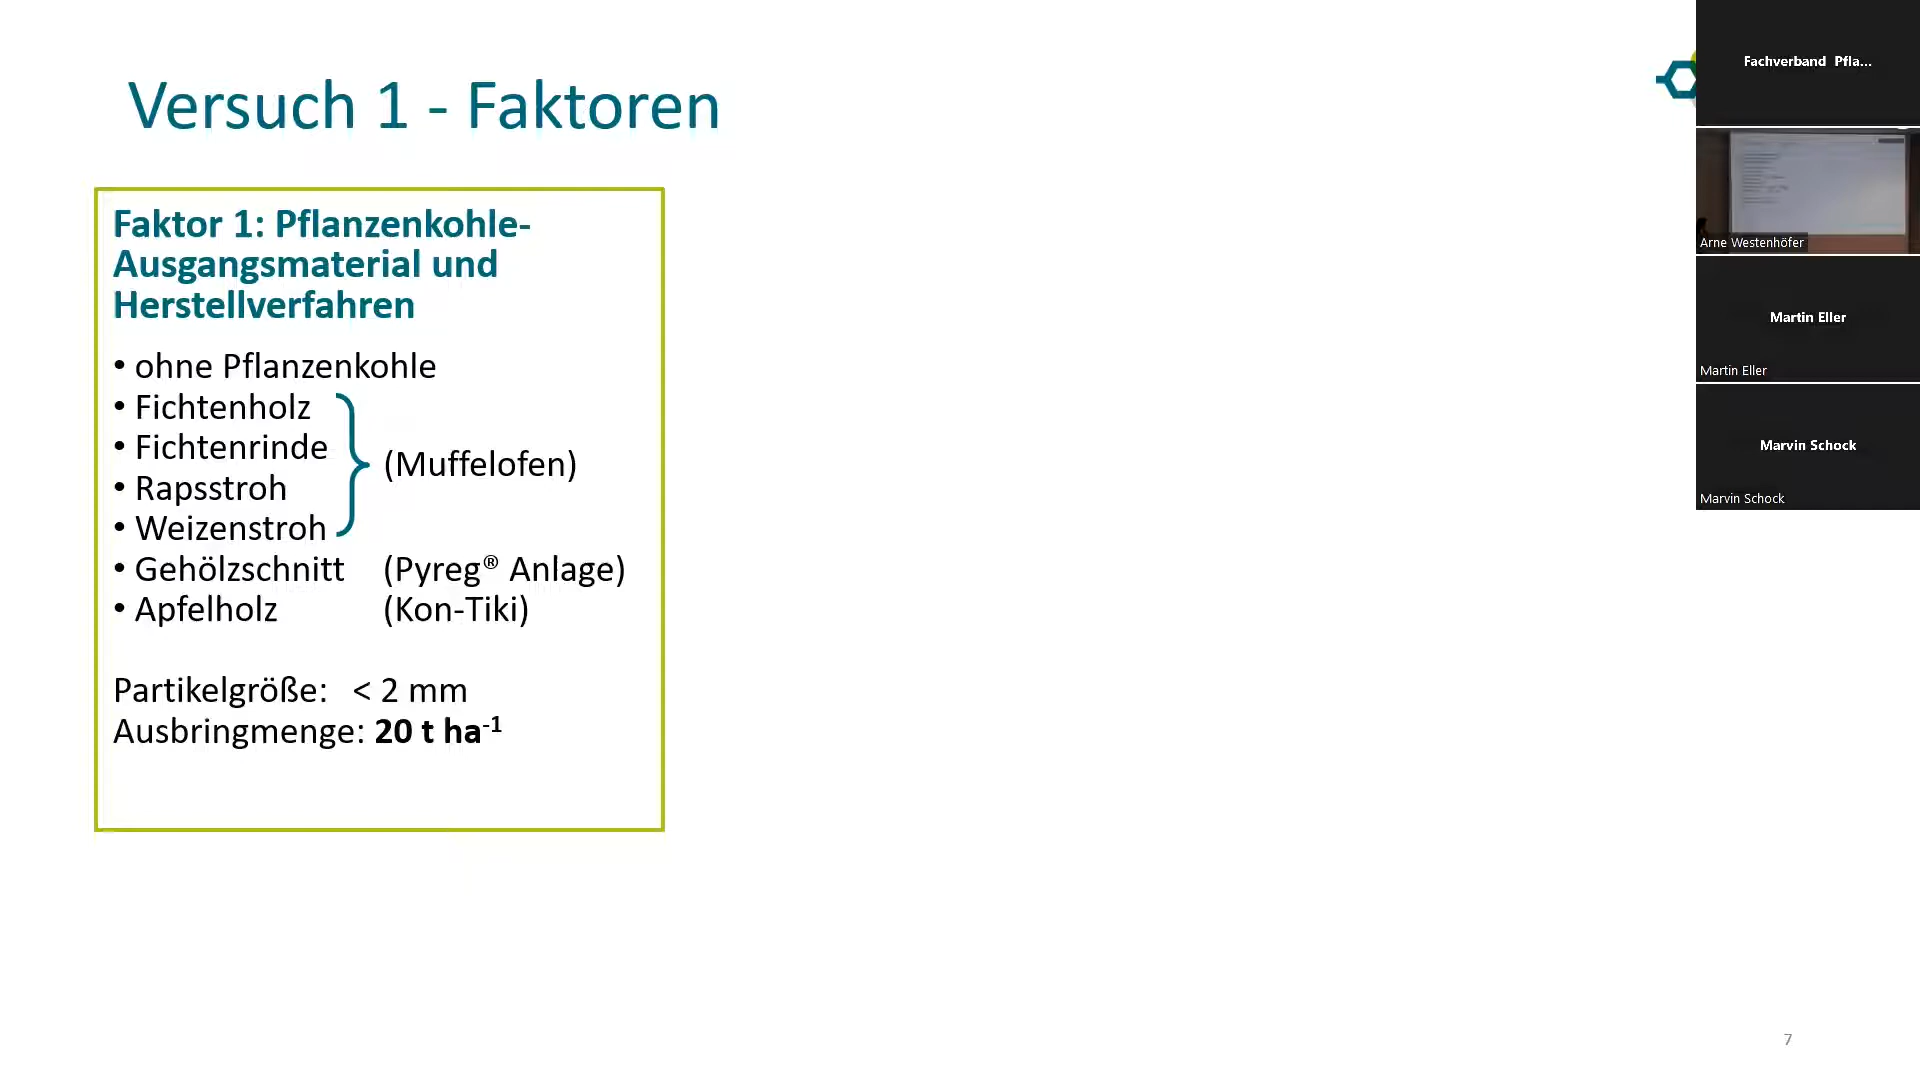 Versuch 1 - Faktoren
Faktor 1: Pflanzenkohle-
Ausgangsmaterial und
Herstellverfahren
• ohne Pflanzenkohle
• Fichtenholz
• Fichtenrinde
• Rapsstroh
• Weizenstroh
(Muffelofen)
• Gehölzschnitt (Pyreg® Anlage)
• Apfelholz (Kon-Tiki)
Partikelgröße: < 2 mm
Ausbringmenge: 20 t ha-1
7
Fachverband Pfla...
Arne Westenhöfer
Martin Eller
Martin Eller
Marvin Schock
Marvin Schock